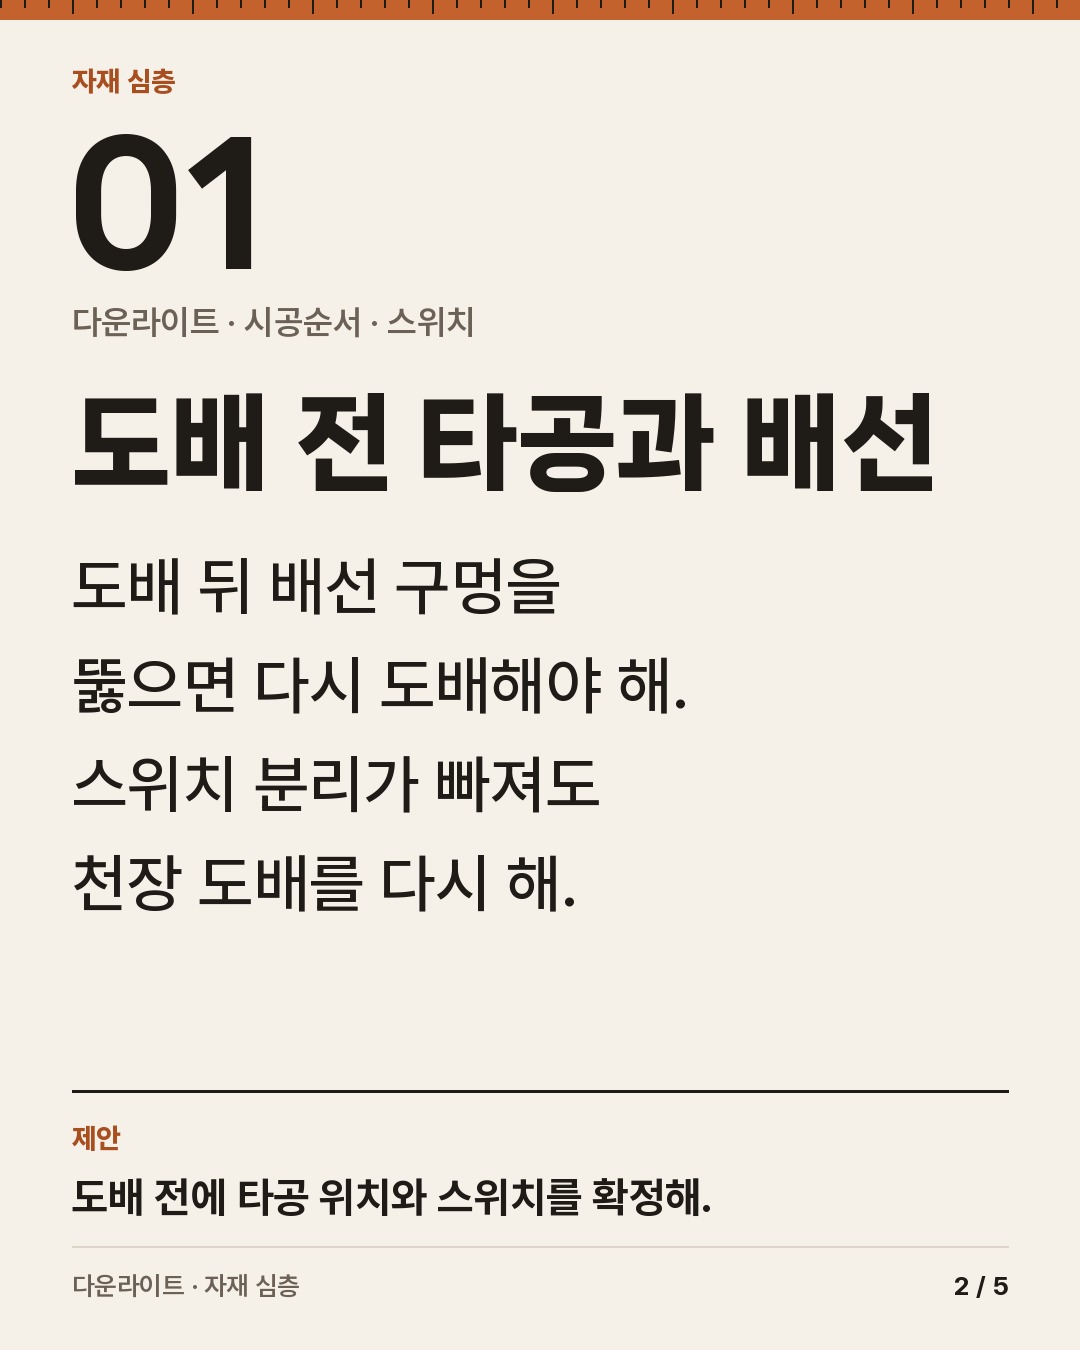 자재 심층
01
다운라이트 · 시공순서 · 스위치
도배 전 타공과 배선
도배 뒤 배선 구멍을
뚫으면 다시 도배해야 해.
스위치 분리가 빠져도
천장 도배를 다시 해.
제안
도배 전에 타공 위치와 스위치를 확정해.
다운라이트 · 자재 심층
2 / 5